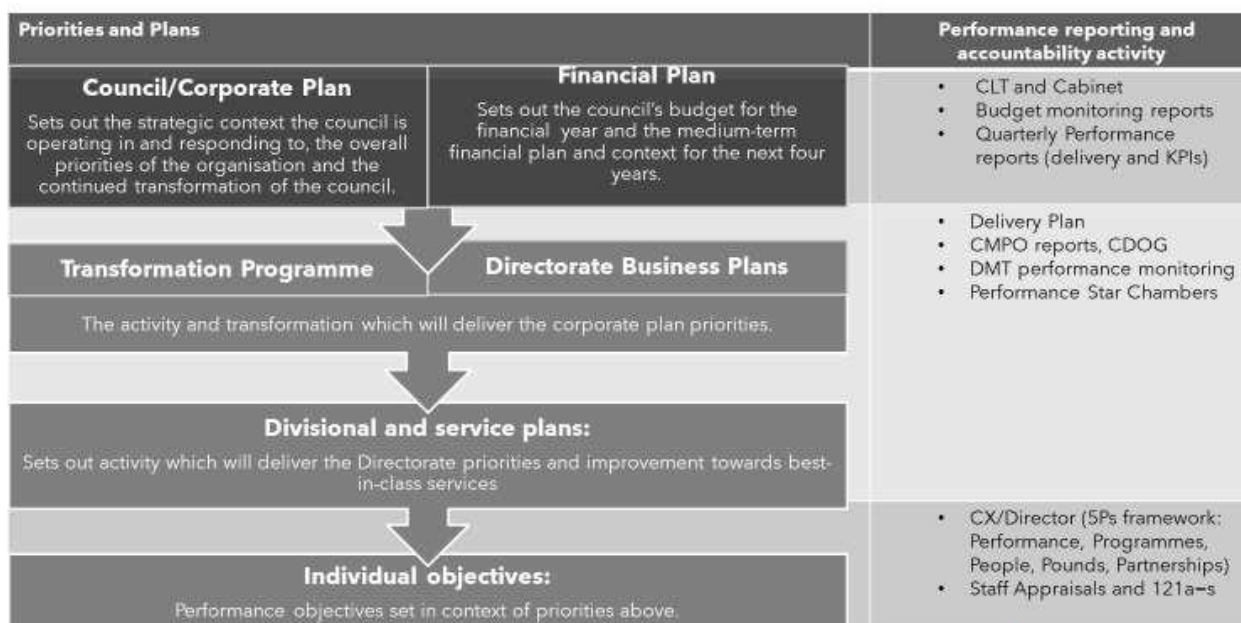 Priorities and Plans
Performance reporting and
accountability activity
Council/Corporate Plan
Sets out the strategic context the council is
operating in and responding to, the overall
priorities of the organisation and the
continued transformation of the council.
Financial Plan
Sets out the council's budget for the
financial year and the medium-term
financial plan and context for the next four
years.
• CLT and Cabinet
• Budget monitoring reports
• Quarterly Performance
reports (delivery and KPIs)
Transformation Programme
Directorate Business Plans
The activity and transformation which will deliver the corporate plan priorities.
• Delivery Plan
• CMPO reports, CDOG
• DMT performance monitoring
• Performance Star Chambers
Divisional and service plans:
Sets out activity which will deliver the Directorate priorities and improvement towards best-
in-class services
Individual objectives:
Performance objectives set in context of priorities above.
• CX/Director (5Ps framework:
Performance, Programmes,
People, Pounds, Partnerships)
• Staff Appraisals and 121a–s